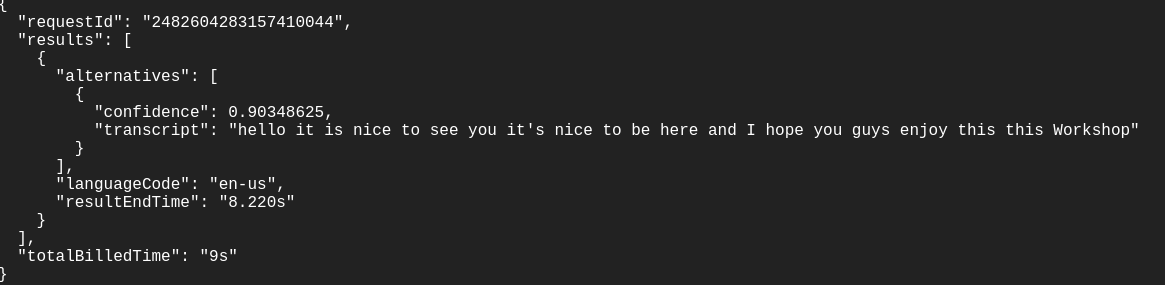 {
  "requestId": "2482604283157410044",
  "results": [
    {
      "alternatives": [
        {
          "confidence": 0.90348625,
          "transcript": "hello it is nice to see you it's nice to be here and I hope you guys enjoy this this Workshop"
        }
      ],
      "languageCode": "en-us",
      "resultEndTime": "8.220s"
    }
  ],
  "totalBilledTime": "9s"
}